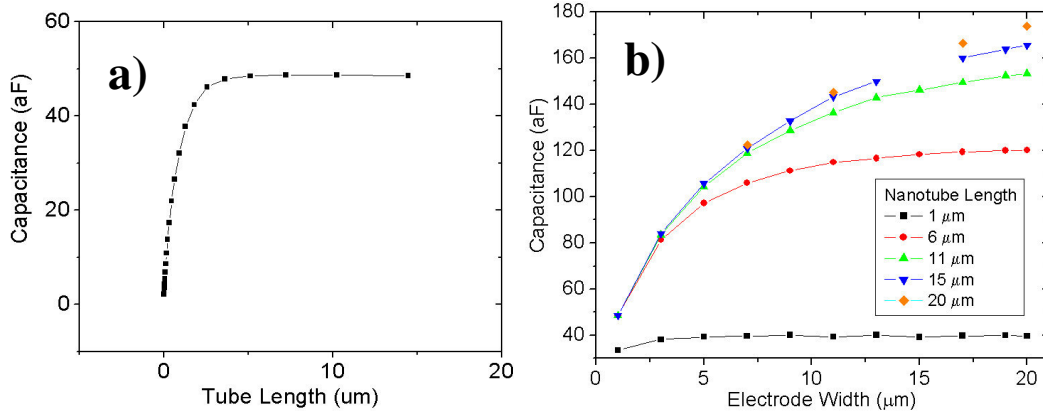 a)
60
40
20
0
Capacitance (aF)
0
10
20
Tube Length (um)
b)
180
160
140
120
100
80
60
40
Capacitance (aF)
0
5
10
15
20
Electrode Width (μm)
Nanotube Length
1 μm
6 μm
11 μm
15 μm
20 μm